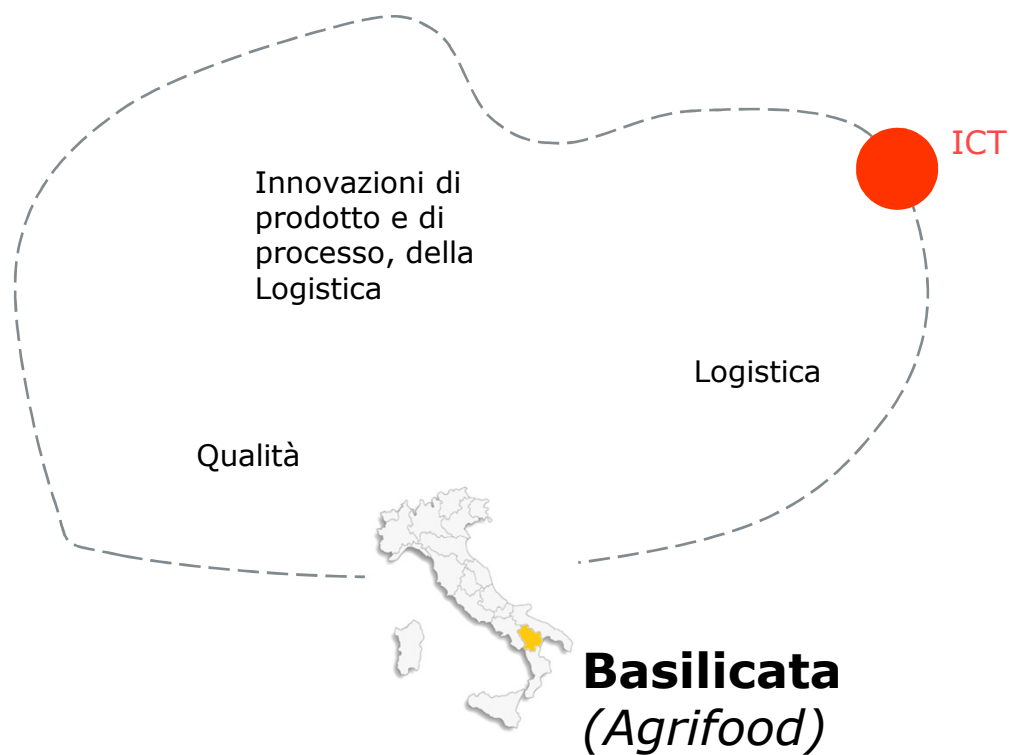 ICT
Innovazioni di
prodotto e di
processo, della
Logistica
Logistica
Qualità
Basilicata
(Agrifood)